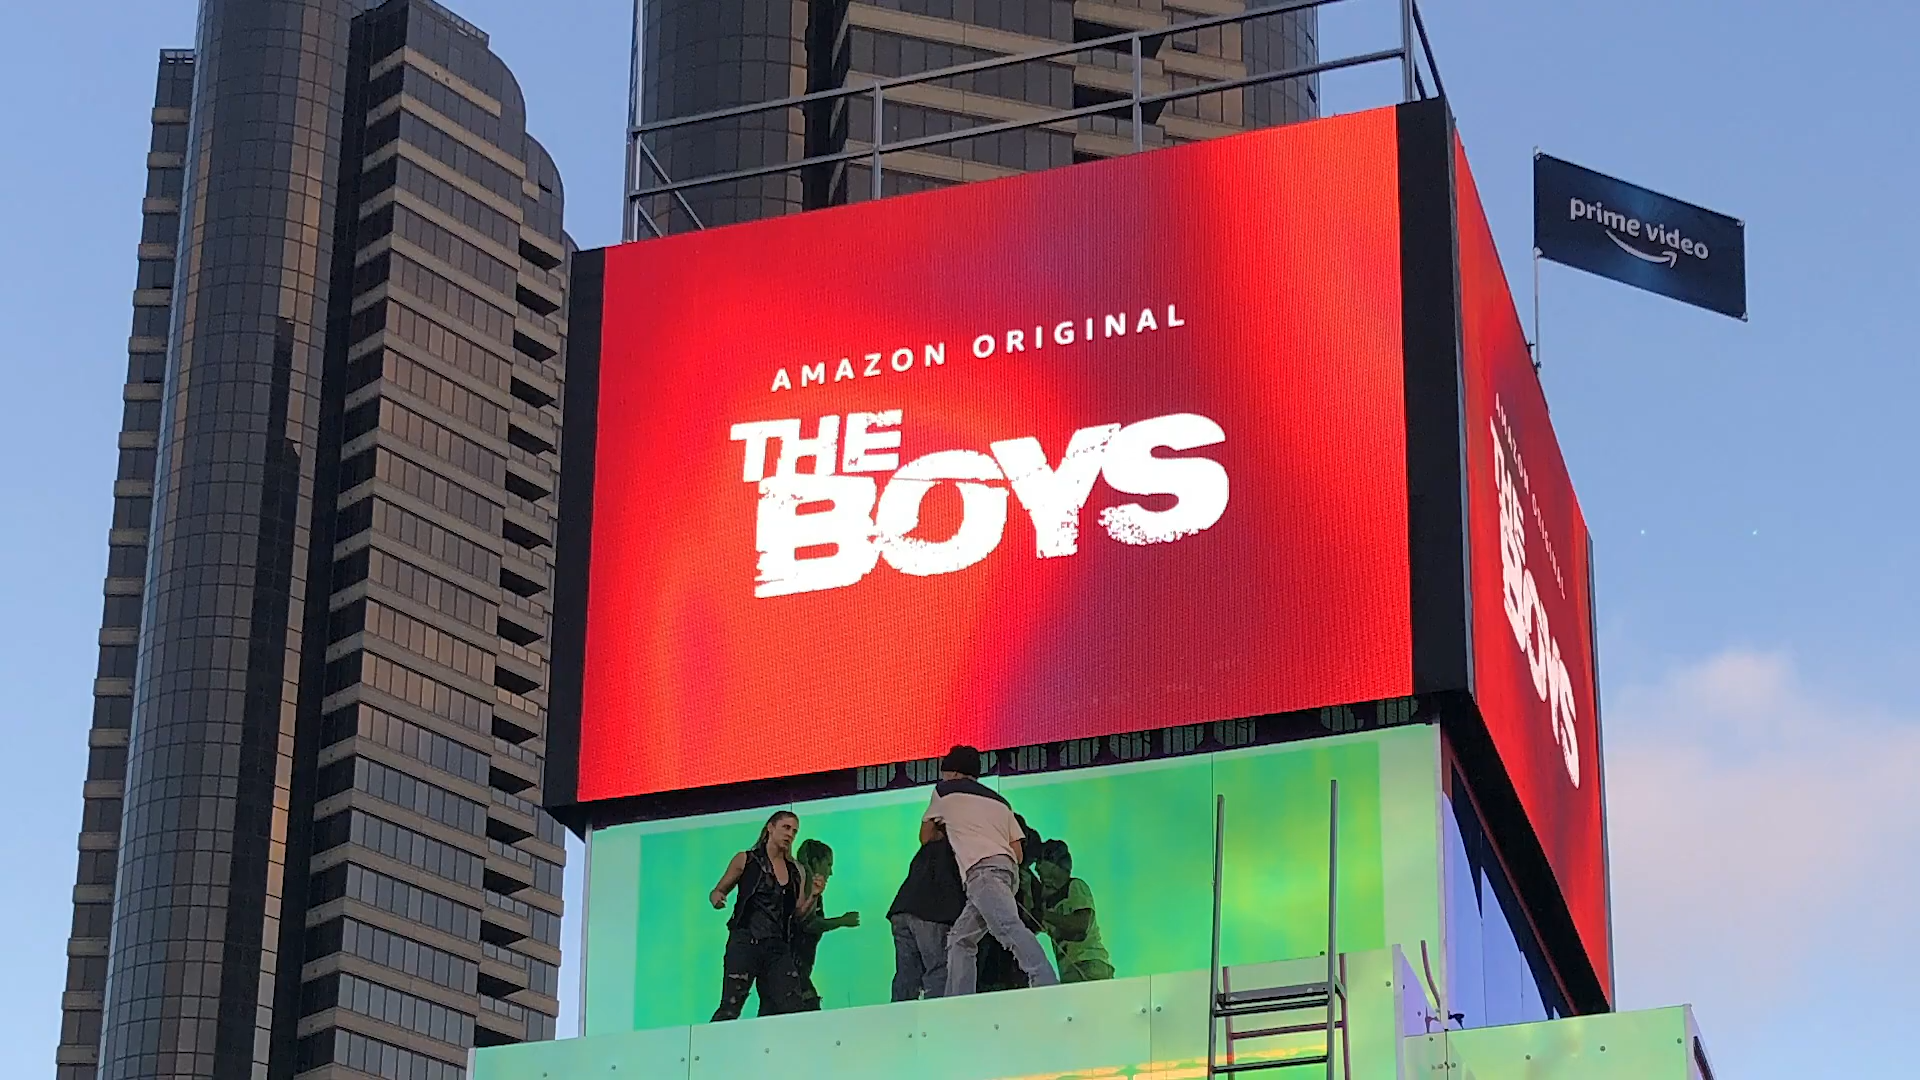 AMAZON ORIGINAL
THE
BOYS
prime video
AMAZON ORIGINAL
THE
BOYS